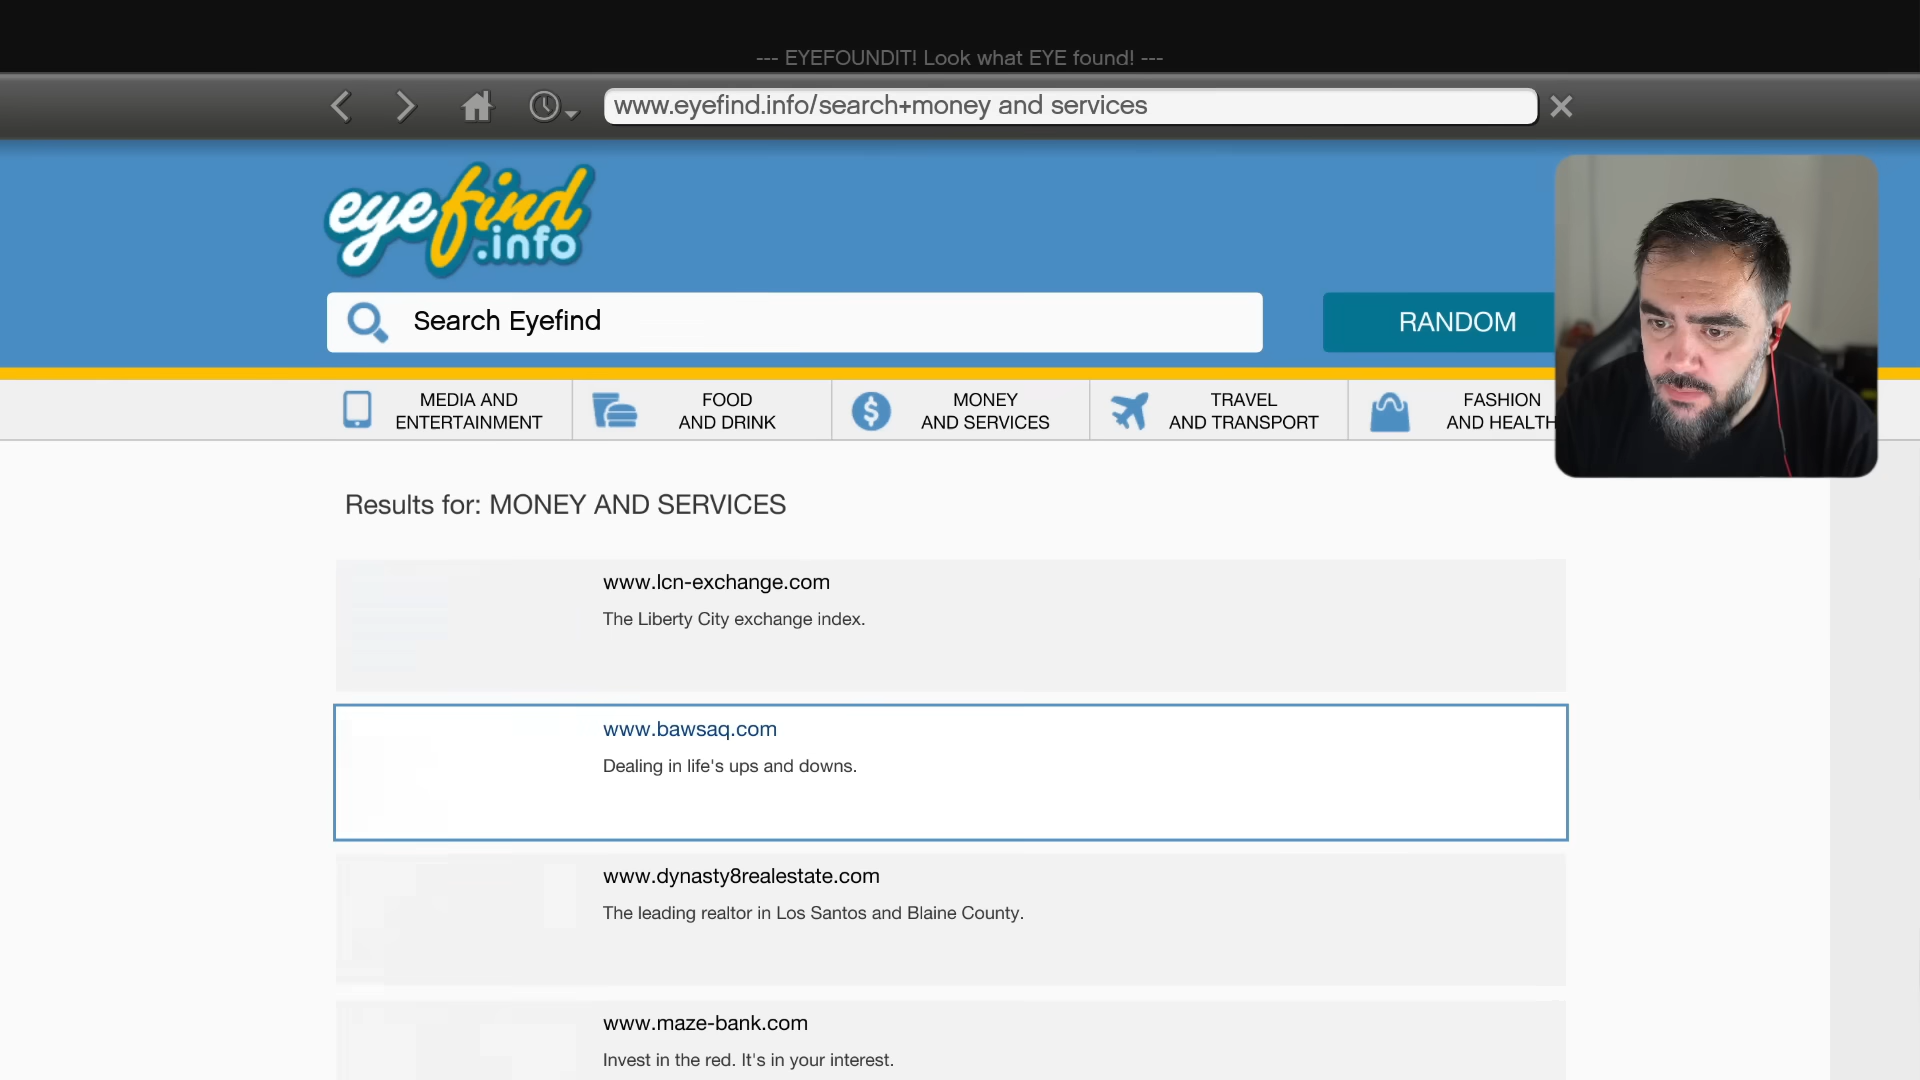 --- EYEFOUNDIT! Look what EYE found! ---
www.eyefind.info/search+money and services
eyefind
.info
Search Eyefind
RANDOM
MEDIA AND
ENTERTAINMENT
FOOD
AND DRINK
MONEY
AND SERVICES
TRAVEL
AND TRANSPORT
FASHION
AND HEALTH
Results for: MONEY AND SERVICES
www.lcn-exchange.com
The Liberty City exchange index.
www.bawsaq.com
Dealing in life's ups and downs.
www.dynasty8realestate.com
The leading realtor in Los Santos and Blaine County.
www.maze-bank.com
Invest in the red. It's in your interest.